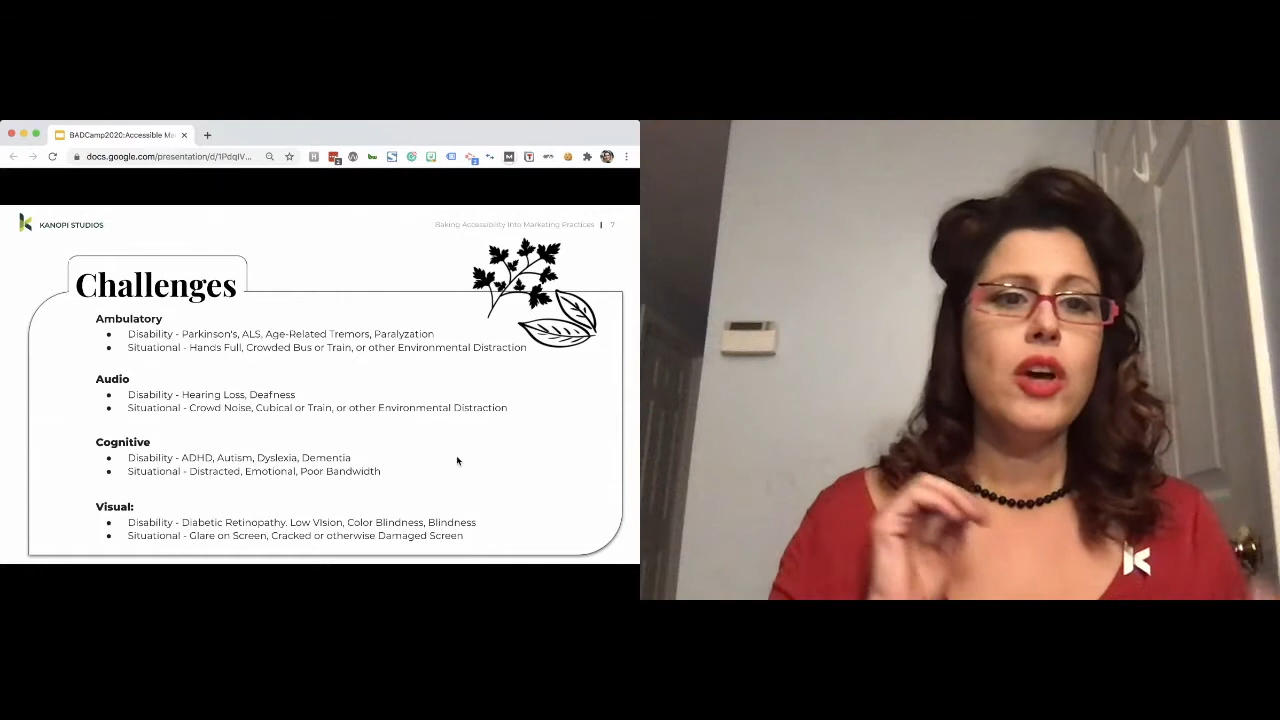 BADCamp2020:Accessible Ma
docs.google.com/presentation/d/1PdqIV...
KANOPI STUDIOS
Baking Accessibility Into Marketing Practices | 7
Challenges
Ambulatory
● Disability - Parkinson's, ALS, Age-Related Tremors, Paralyzation
● Situational - Hands Full, Crowded Bus or Train, or other Environmental Distraction
Audio
● Disability - Hearing Loss, Deafness
● Situational - Crowd Noise, Cubical or Train, or other Environmental Distraction
Cognitive
● Disability - ADHD, Autism, Dyslexia, Dementia
● Situational - Distracted, Emotional, Poor Bandwidth
Visual:
● Disability - Diabetic Retinopathy. Low VIsion, Color Blindness, Blindness
● Situational - Glare on Screen, Cracked or otherwise Damaged Screen